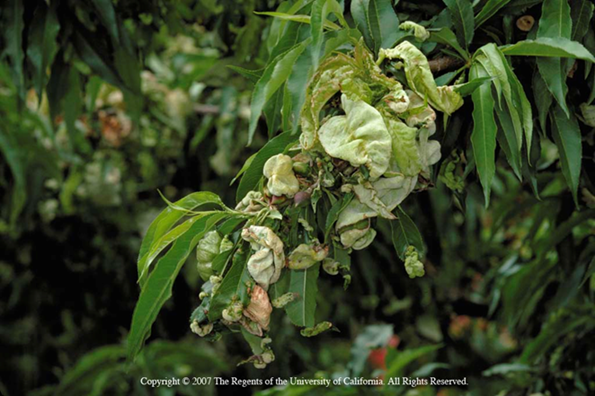 Copyright © 2007 The Regents of the University of California. All Rights Reserved.